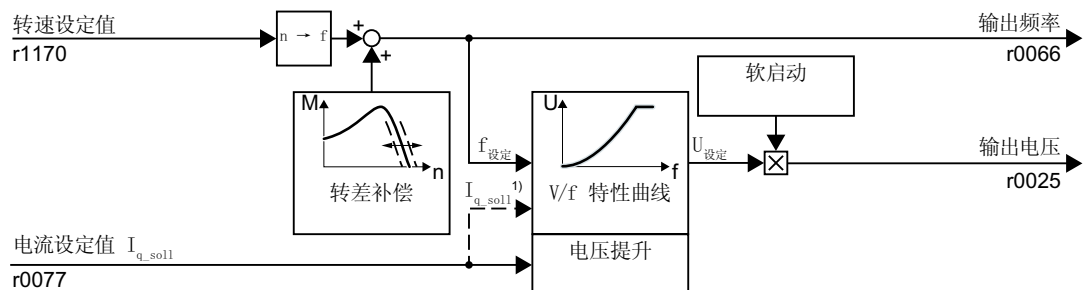 转速设定值
r1170
n → f
+
+
输出频率
r0066
软启动
M
n
转差补偿
f设定
U
f
V/f 特性曲线
U设定
×
输出电压
r0025
Iq_soll1)
电流设定值 Iq_soll
r0077
电压提升